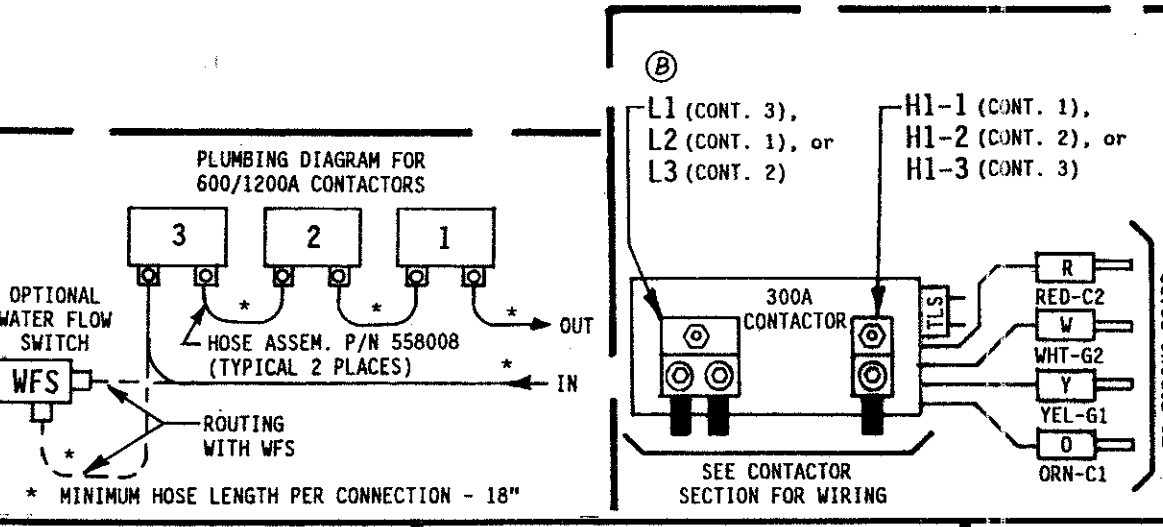 PLUMBING DIAGRAM FOR
600/1200A CONTACTORS
3
2
1
*
*
*
OUT
OPTIONAL
WATER FLOW
SWITCH
HOSE ASSEM. P/N 558008
(TYPICAL 2 PLACES)
*
IN
WFS
ROUTING
WITH WFS
*
* MINIMUM HOSE LENGTH PER CONNECTION - 18"
B
L1 (CONT. 3),
L2 (CONT. 1), or
L3 (CONT. 2)
H1-1 (CONT. 1),
H1-2 (CONT. 2), or
H1-3 (CONT. 3)
300A
CONTACTOR
TLS
R
RED-C2
W
WHT-G2
Y
YEL-G1
O
ORN-C1
SEE CONTACTOR
SECTION FOR WIRING